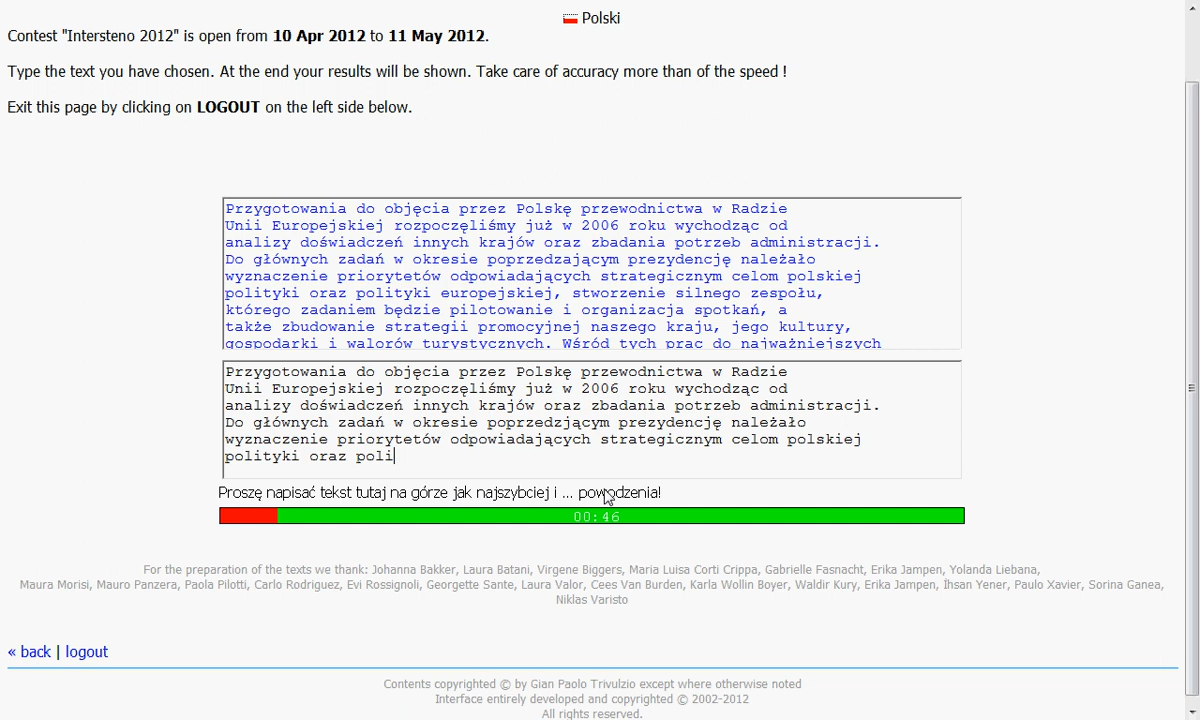 Polski
Contest "Intersteno 2012" is open from 10 Apr 2012 to 11 May 2012.
Type the text you have chosen. At the end your results will be shown. Take care of accuracy more than of the speed !
Exit this page by clicking on LOGOUT on the left side below.
Przygotowania do objęcia przez Polskę przewodnictwa w Radzie
Unii Europejskiej rozpoczęliśmy już w 2006 roku wychodząc od
analizy doświadczeń innych krajów oraz zbadania potrzeb administracji.
Do głównych zadań w okresie poprzedzającym prezydencję należało
wyznaczenie priorytetów odpowiadających strategicznym celom polskiej
polityki oraz polityki europejskiej, stworzenie silnego zespołu,
którego zadaniem będzie pilotowanie i organizacja spotkań, a
także zbudowanie strategii promocyjnej naszego kraju, jego kultury,
gospodarki i walorów turystycznych. Wśród tych prac do najważniejszych
Przygotowania do objęcia przez Polskę przewodnictwa w Radzie
Unii Europejskiej rozpoczęliśmy już w 2006 roku wychodząc od
analizy doświadczeń innych krajów oraz zbadania potrzeb administracji.
Do głównych zadań w okresie poprzedzjącym prezydencję należało
wyznaczenie priorytetów odpowiadających strategicznym celom polskiej
polityki oraz poli
Proszę napisać tekst tutaj na górze jak najszybciej i ... powodzenia!
00:46
For the preparation of the texts we thank: Johanna Bakker, Laura Batani, Virgene Biggers, Maria Luisa Corti Crippa, Gabrielle Fasnacht, Erika Jampen, Yolanda Liebana,
Maura Morisi, Mauro Panzera, Paola Pilotti, Carlo Rodriguez, Evi Rossignoli, Georgette Sante, Laura Valor, Cees Van Burden, Karla Wollin Boyer, Waldir Kury, Erika Jampen, İhsan Yener, Paulo Xavier, Sorina Ganea,
Niklas Varisto
« back | logout
Contents copyrighted © by Gian Paolo Trivulzio except where otherwise noted
Interface entirely developed and copyrighted © 2002-2012
All rights reserved.